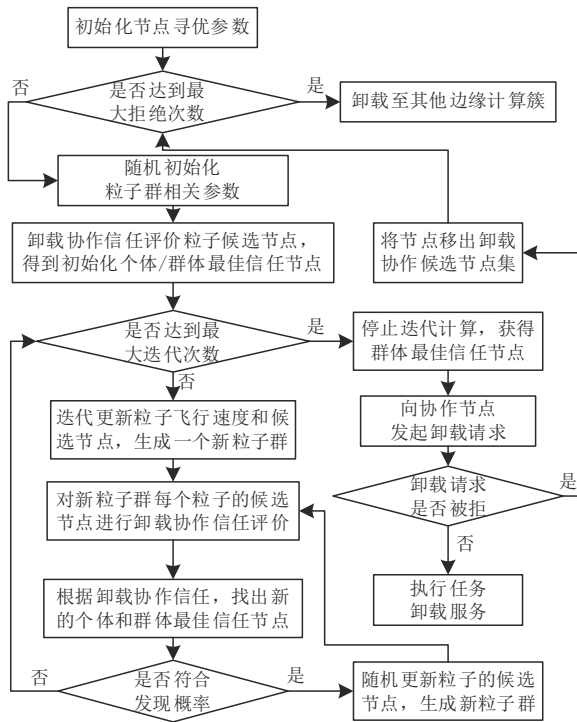 初始化节点寻优参数
否
是否达到最
大拒绝次数
是
卸载至其他边缘计算簇
随机初始化
粒子群相关参数
卸载协作信任评价粒子候选节点，
得到初始化个体/群体最佳信任节点
将节点移出卸载
协作候选节点集
是否达到最
大迭代次数
是
停止迭代计算，获得
群体最佳信任节点
否
迭代更新粒子飞行速度和候
选节点，生成一个新粒子群
向协作节点
发起卸载请求
对新粒子群每个粒子的候选
节点进行卸载协作信任评价
卸载请求
是否被拒
是
否
根据卸载协作信任，找出新
的个体和群体最佳信任节点
执行任务
卸载服务
否
是否符合
发现概率
是
随机更新粒子的候选
节点，生成新粒子群